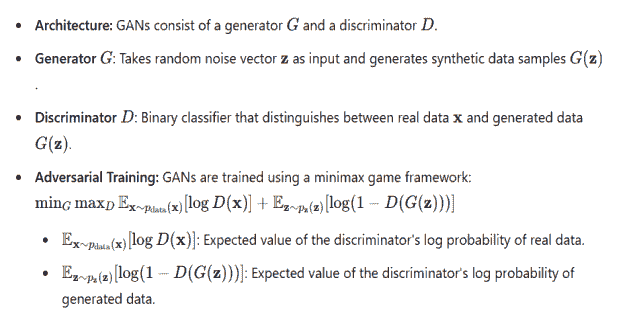 • Architecture: GANs consist of a generator G and a discriminator D.
• Generator G: Takes random noise vector z as input and generates synthetic data samples G(z)
.
• Discriminator D: Binary classifier that distinguishes between real data x and generated data
G(z).
• Adversarial Training: GANs are trained using a minimax game framework:
min_G max_D 𝔼_{x∼p_data(x)}[log D(x)] + 𝔼_{z∼p_z(z)}[log(1 − D(G(z)))]
• 𝔼_{x∼p_data(x)}[log D(x)]: Expected value of the discriminator's log probability of real data.
• 𝔼_{z∼p_z(z)}[log(1 − D(G(z)))]: Expected value of the discriminator's log probability of
generated data.